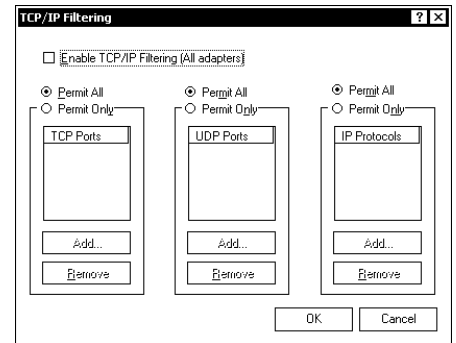 TCP/IP Filtering
Enable TCP/IP Filtering (All adapters)
Permit All Permit All Permit All
Permit Only Permit Only Permit Only
TCP Ports UDP Ports IP Protocols
Add... Add... Add...
Remove Remove Remove
OK Cancel